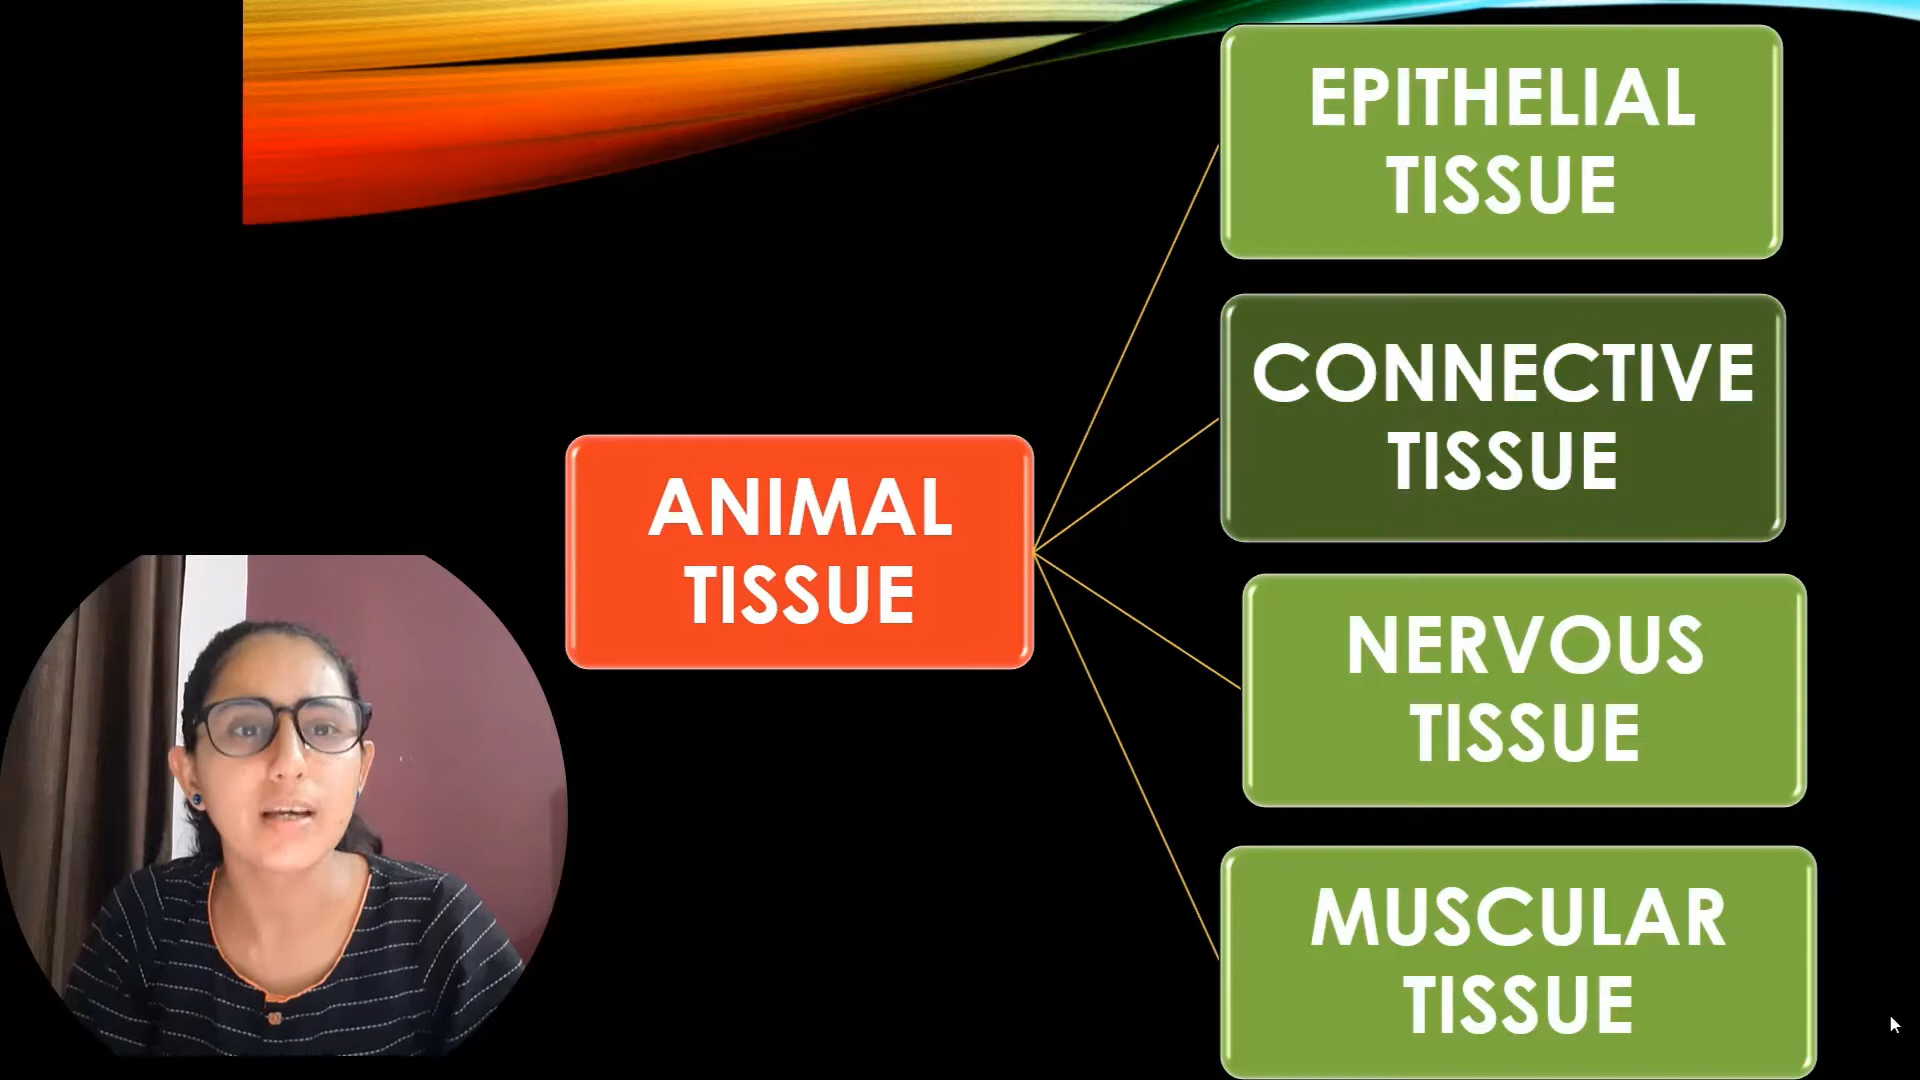 ANIMAL
TISSUE
EPITHELIAL
TISSUE
CONNECTIVE
TISSUE
NERVOUS
TISSUE
MUSCULAR
TISSUE